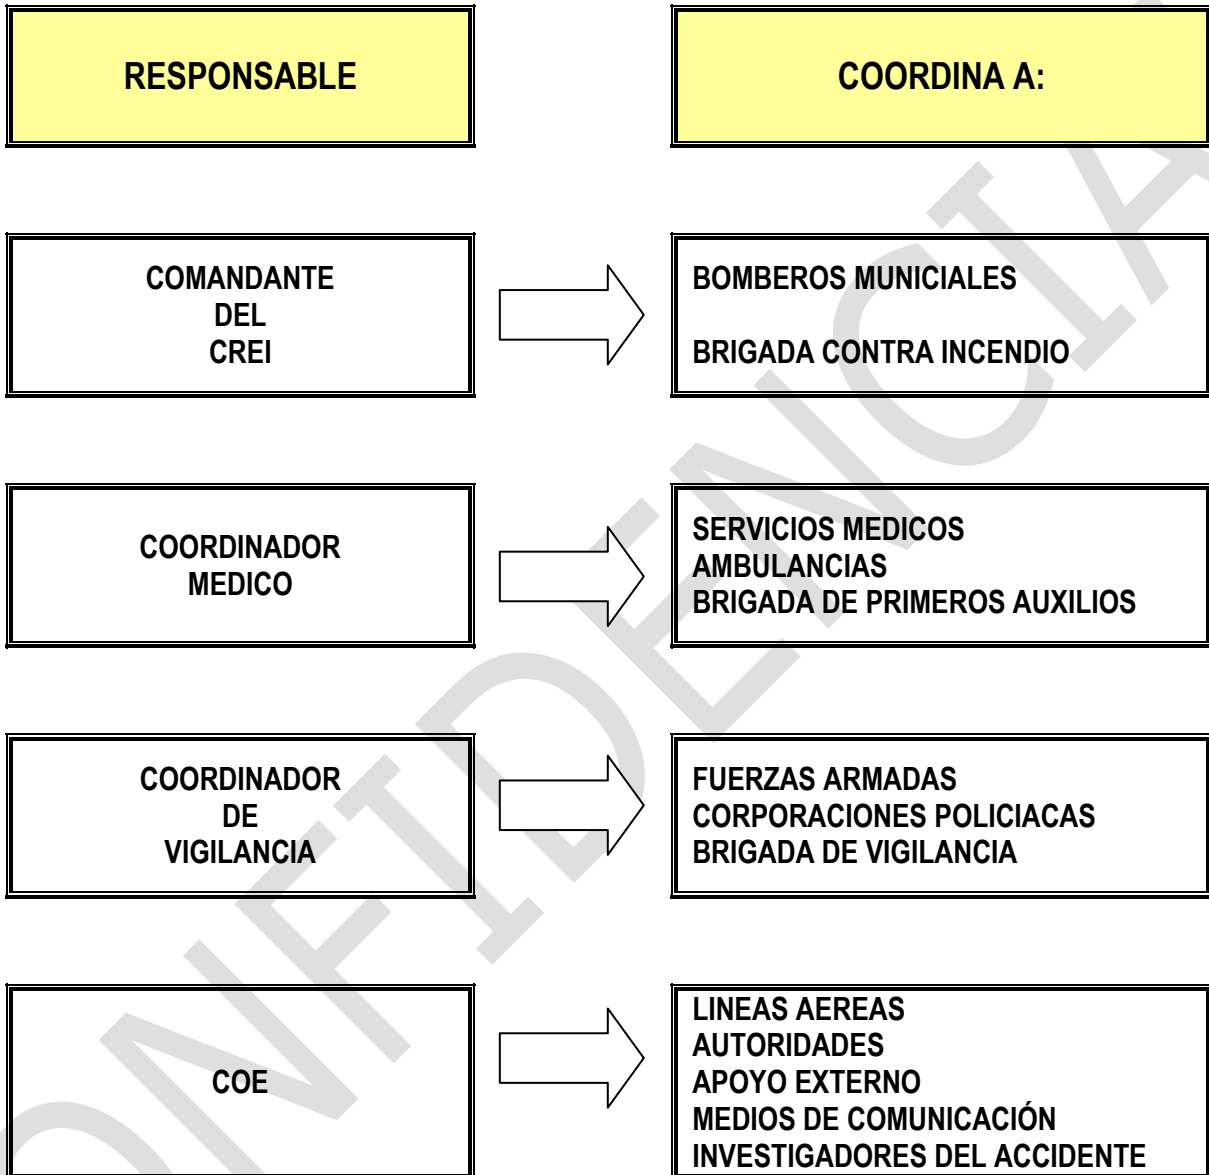 RESPONSABLE
COORDINA A:
COMANDANTE
DEL
CREI
BOMBEROS MUNICIALES
BRIGADA CONTRA INCENDIO
COORDINADOR
MEDICO
SERVICIOS MEDICOS
AMBULANCIAS
BRIGADA DE PRIMEROS AUXILIOS
COORDINADOR
DE
VIGILANCIA
FUERZAS ARMADAS
CORPORACIONES POLICIACAS
BRIGADA DE VIGILANCIA
COE
LINEAS AEREAS
AUTORIDADES
APOYO EXTERNO
MEDIOS DE COMUNICACIÓN
INVESTIGADORES DEL ACCIDENTE
ONFIDENCIA